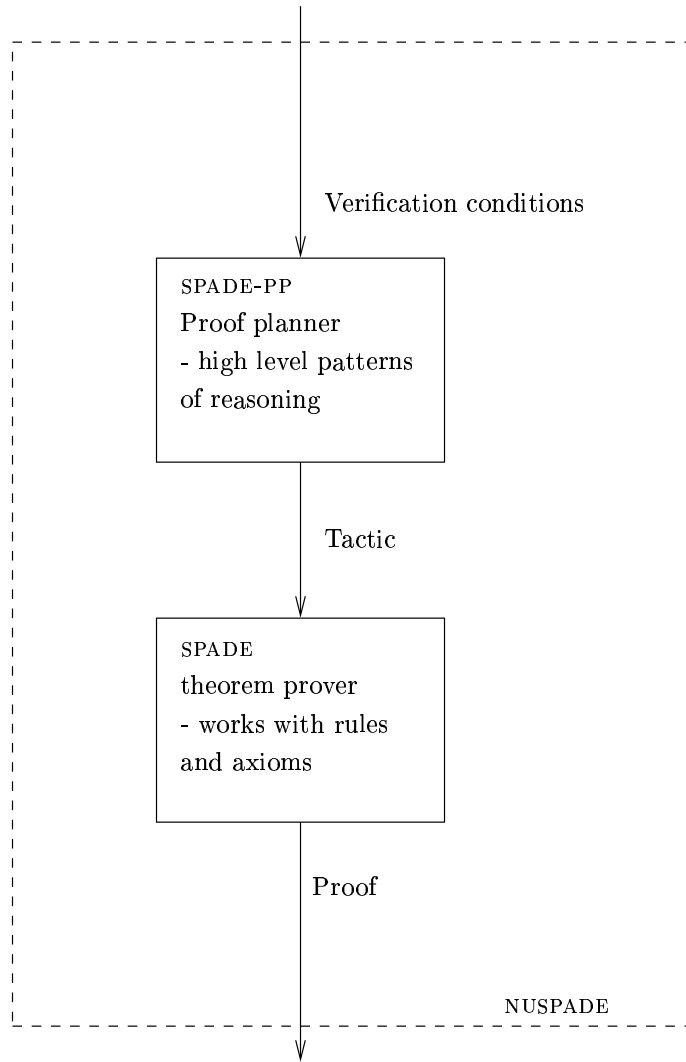 Verification conditions
SPADE-PP
Proof planner
- high level patterns
of reasoning
Tactic
SPADE
theorem prover
- works with rules
and axioms
Proof
NUSPADE